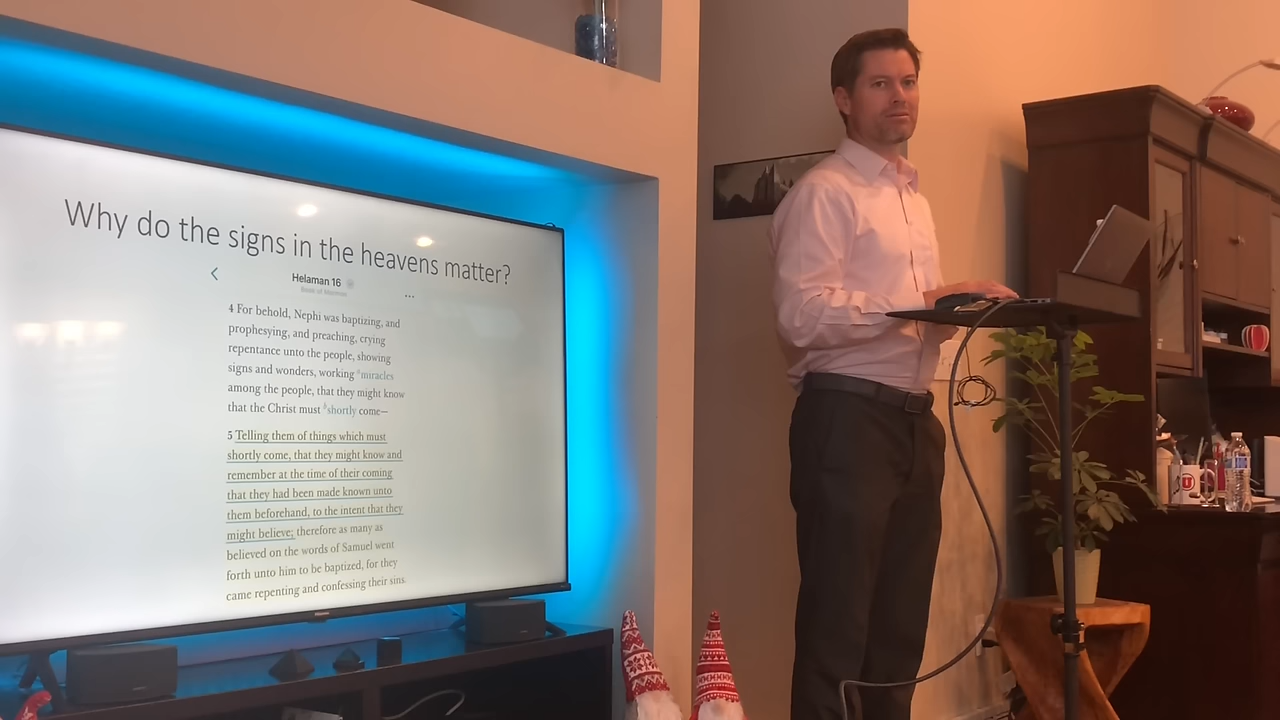 Why do the signs in the heavens matter?
Helaman 16
Book of Mormon
4 For behold, Nephi was baptizing, and
prophesying, and preaching, crying
repentance unto the people, showing
signs and wonders, working miracles
among the people, that they might know
that the Christ must shortly come—
5 Telling them of things which must
shortly come, that they might know and
remember at the time of their coming
that they had been made known unto
them beforehand, to the intent that they
might believe; therefore as many as
believed on the words of Samuel went
forth unto him to be baptized, for they
came repenting and confessing their sins.
Hisense